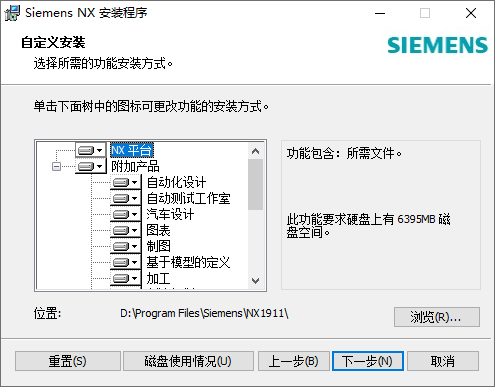 Siemens NX 安装程序
自定义安装
选择所需的功能安装方式。
SIEMENS
单击下面树中的图标可更改功能的安装方式。
NX 平台
附加产品
自动化设计
自动测试工作室
汽车设计
图表
制图
基于模型的定义
加工
功能包含：所需文件。
此功能要求硬盘上有 6395MB 磁
盘空间。
位置:
D:\Program Files\Siemens\NX1911\
浏览(R)...
重置(S)
磁盘使用情况(U)
上一步(B)
下一步(N)
取消